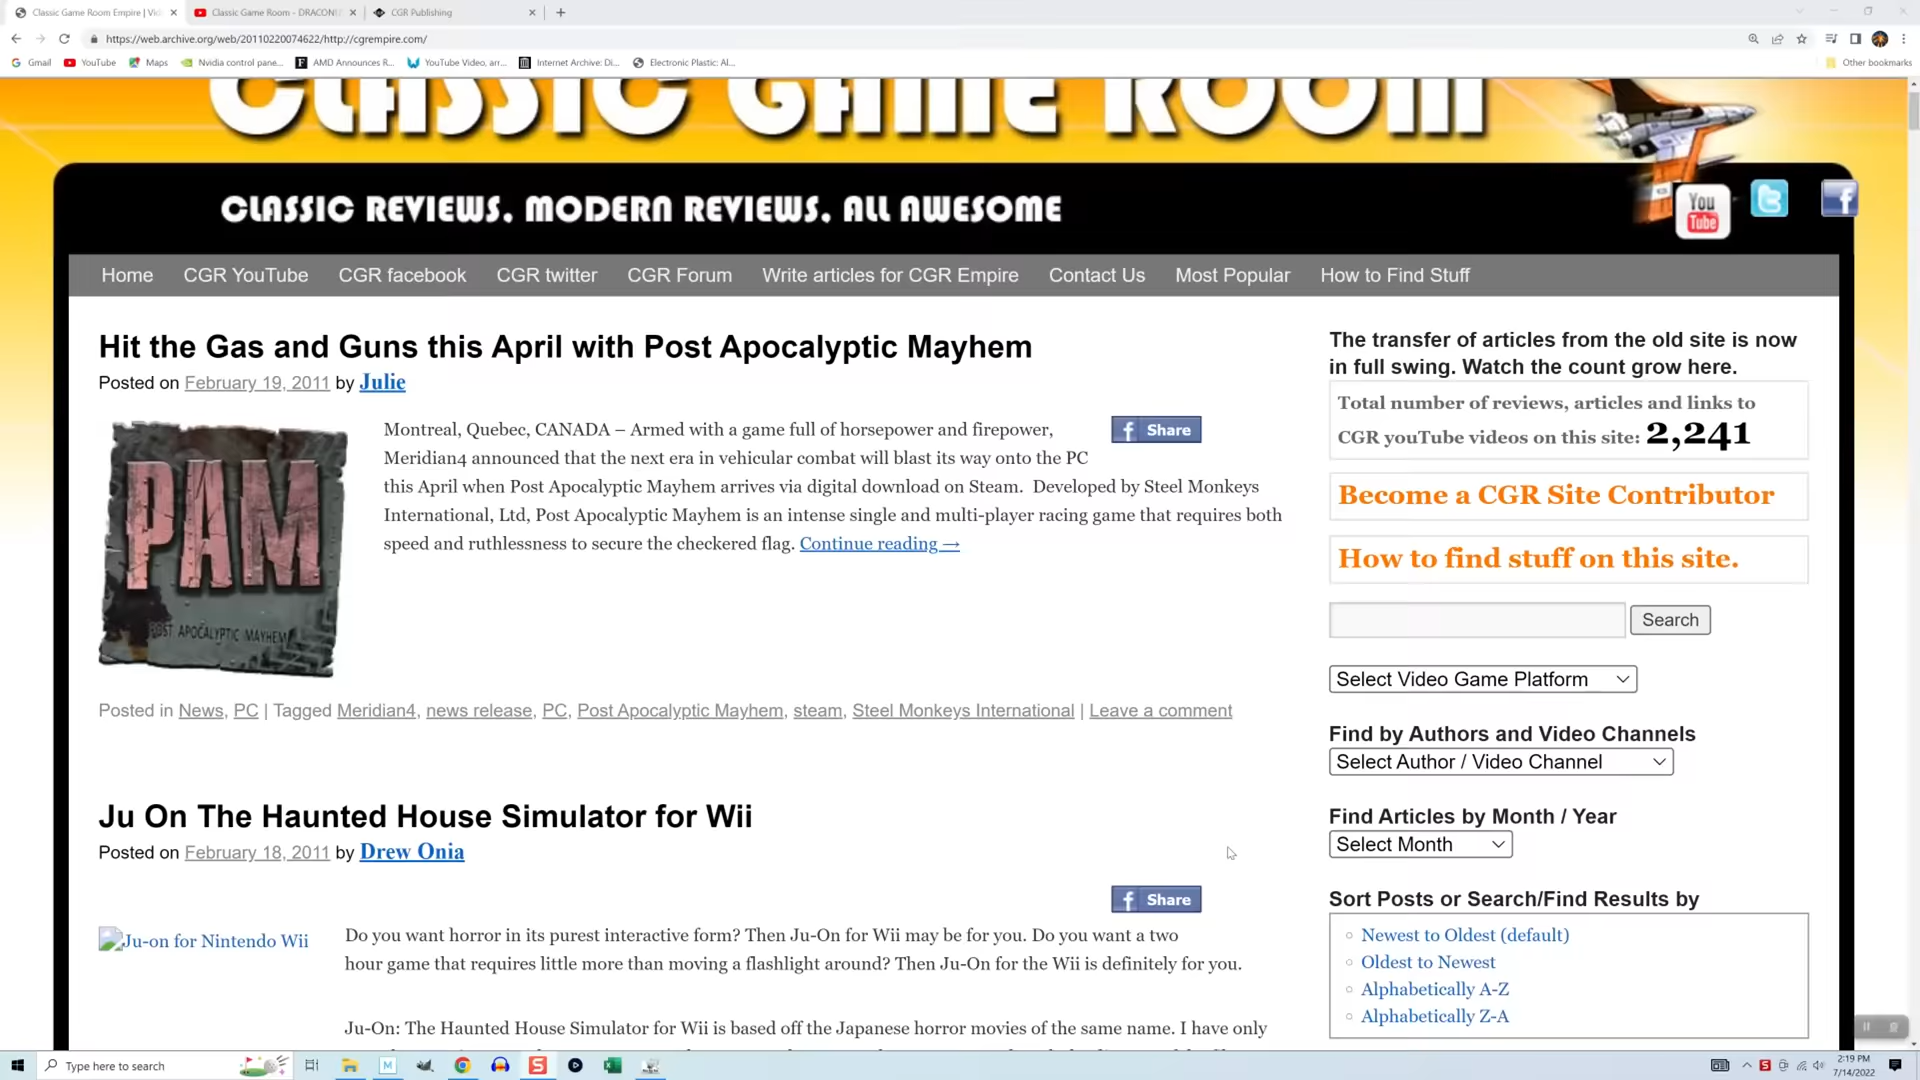 Classic Game Room Empire | Vid
Classic Game Room - DRACONU
CGR Publishing
https://web.archive.org/web/20110220074622/http://cgrempire.com/
Gmail
YouTube
Maps
Nvidia control pane...
AMD Announces R...
YouTube Video, arr...
Internet Archive: Di...
Electronic Plastic: Al...
Other bookmarks
CLASSIC GAME ROOM
CLASSIC REVIEWS. MODERN REVIEWS. ALL AWESOME
You
Tube
Home CGR YouTube CGR facebook CGR twitter CGR Forum Write articles for CGR Empire Contact Us Most Popular How to Find Stuff
Hit the Gas and Guns this April with Post Apocalyptic Mayhem
Posted on February 19, 2011 by Julie
PAM
POST APOCALYPTIC MAYHEM
Montreal, Quebec, CANADA – Armed with a game full of horsepower and firepower,
Meridian4 announced that the next era in vehicular combat will blast its way onto the PC
this April when Post Apocalyptic Mayhem arrives via digital download on Steam. Developed by Steel Monkeys
International, Ltd, Post Apocalyptic Mayhem is an intense single and multi-player racing game that requires both
speed and ruthlessness to secure the checkered flag. Continue reading →
Share
Posted in News, PC | Tagged Meridian4, news release, PC, Post Apocalyptic Mayhem, steam, Steel Monkeys International | Leave a comment
Ju On The Haunted House Simulator for Wii
Posted on February 18, 2011 by Drew Onia
Share
Ju-on for Nintendo Wii
Do you want horror in its purest interactive form? Then Ju-On for Wii may be for you. Do you want a two
hour game that requires little more than moving a flashlight around? Then Ju-On for the Wii is definitely for you.
Ju-On: The Haunted House Simulator for Wii is based off the Japanese horror movies of the same name. I have only
The transfer of articles from the old site is now
in full swing. Watch the count grow here.
Total number of reviews, articles and links to
CGR youTube videos on this site: 2,241
Become a CGR Site Contributor
How to find stuff on this site.
Search
Select Video Game Platform
Find by Authors and Video Channels
Select Author / Video Channel
Find Articles by Month / Year
Select Month
Sort Posts or Search/Find Results by
Newest to Oldest (default)
Oldest to Newest
Alphabetically A-Z
Alphabetically Z-A
Type here to search
2:19 PM
7/14/2022